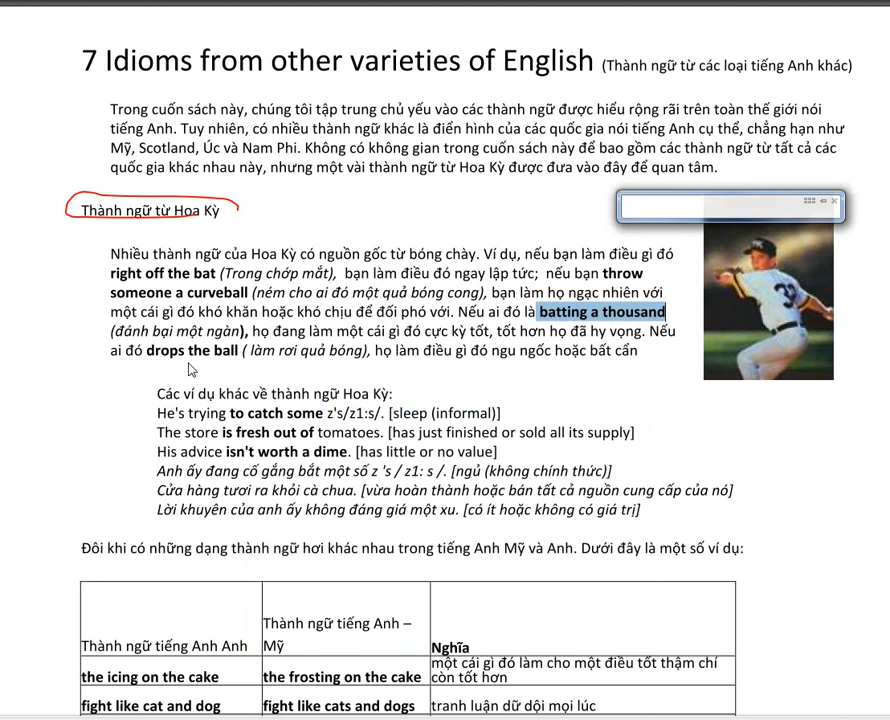 7 Idioms from other varieties of English (Thành ngữ từ các loại tiếng Anh khác)
Trong cuốn sách này, chúng tôi tập trung chủ yếu vào các thành ngữ được hiểu rộng rãi trên toàn thế giới nói
tiếng Anh. Tuy nhiên, có nhiều thành ngữ khác là điển hình của các quốc gia nói tiếng Anh cụ thể, chẳng hạn như
Mỹ, Scotland, Úc và Nam Phi. Không có không gian trong cuốn sách này để bao gồm các thành ngữ từ tất cả các
quốc gia khác nhau này, nhưng một vài thành ngữ từ Hoa Kỳ được đưa vào đây để quan tâm.
Thành ngữ từ Hoa Kỳ
Nhiều thành ngữ của Hoa Kỳ có nguồn gốc từ bóng chày. Ví dụ, nếu bạn làm điều gì đó
right off the bat (Trong chớp mắt), bạn làm điều đó ngay lập tức; nếu bạn throw
someone a curveball (ném cho ai đó một quả bóng cong), bạn làm họ ngạc nhiên với
một cái gì đó khó khăn hoặc khó chịu để đối phó với. Nếu ai đó là batting a thousand
(đánh bại một ngàn), họ đang làm một cái gì đó cực kỳ tốt, tốt hơn họ đã hy vọng. Nếu
ai đó drops the ball ( làm rơi quả bóng), họ làm điều gì đó ngu ngốc hoặc bất cẩn
Các ví dụ khác về thành ngữ Hoa Kỳ:
He's trying to catch some z's/z1:s/. [sleep (informal)]
The store is fresh out of tomatoes. [has just finished or sold all its supply]
His advice isn't worth a dime. [has little or no value]
Anh ấy đang cố gắng bắt một số z 's / z1: s /. [ngủ (không chính thức)]
Cửa hàng tươi ra khỏi cà chua. [vừa hoàn thành hoặc bán tất cả nguồn cung cấp của nó]
Lời khuyên của anh ấy không đáng giá một xu. [có ít hoặc không có giá trị]
Đôi khi có những dạng thành ngữ hơi khác nhau trong tiếng Anh Mỹ và Anh. Dưới đây là một số ví dụ:
Thành ngữ tiếng Anh Anh
Thành ngữ tiếng Anh –
Mỹ
Nghĩa
the icing on the cake
the frosting on the cake
một cái gì đó làm cho một điều tốt thậm chí
còn tốt hơn
fight like cat and dog
fight like cats and dogs
tranh luận dữ dội mọi lúc